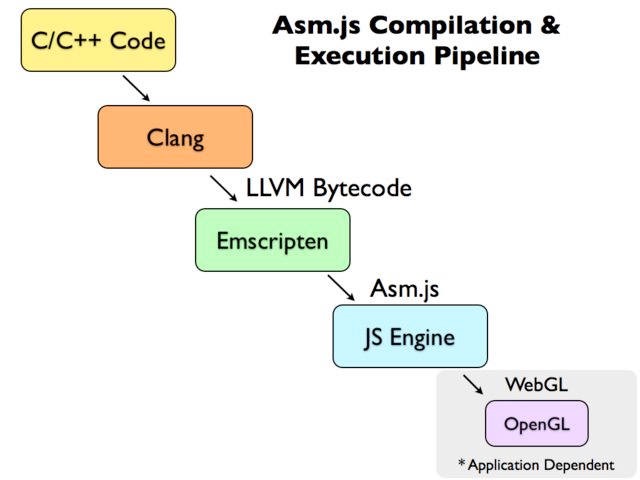 Asm.js Compilation &
Execution Pipeline
C/C++ Code
Clang
LLVM Bytecode
Emscripten
Asm.js
JS Engine
WebGL
OpenGL
* Application Dependent